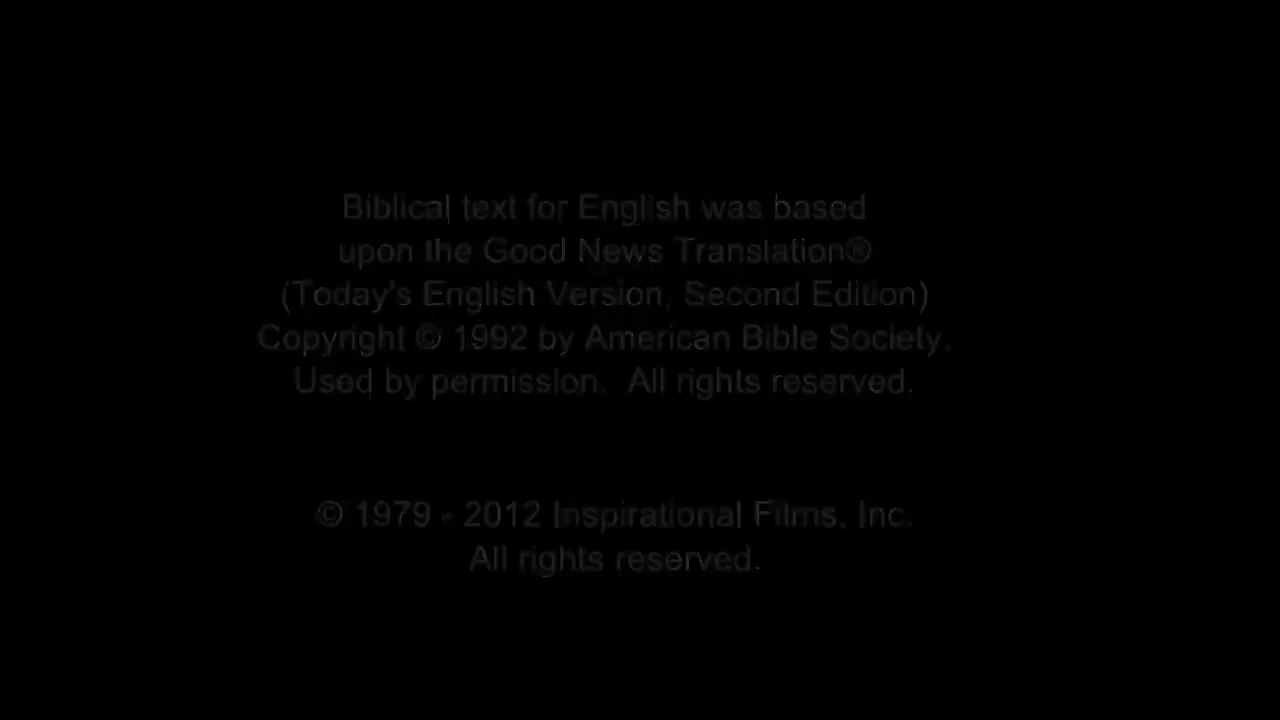 Biblical text for English was based
upon the Good News Translation®
(Today's English Version, Second Edition)
Copyright © 1992 by American Bible Society.
Used by permission.  All rights reserved.
© 1979 - 2012 Inspirational Films, Inc.
All rights reserved.